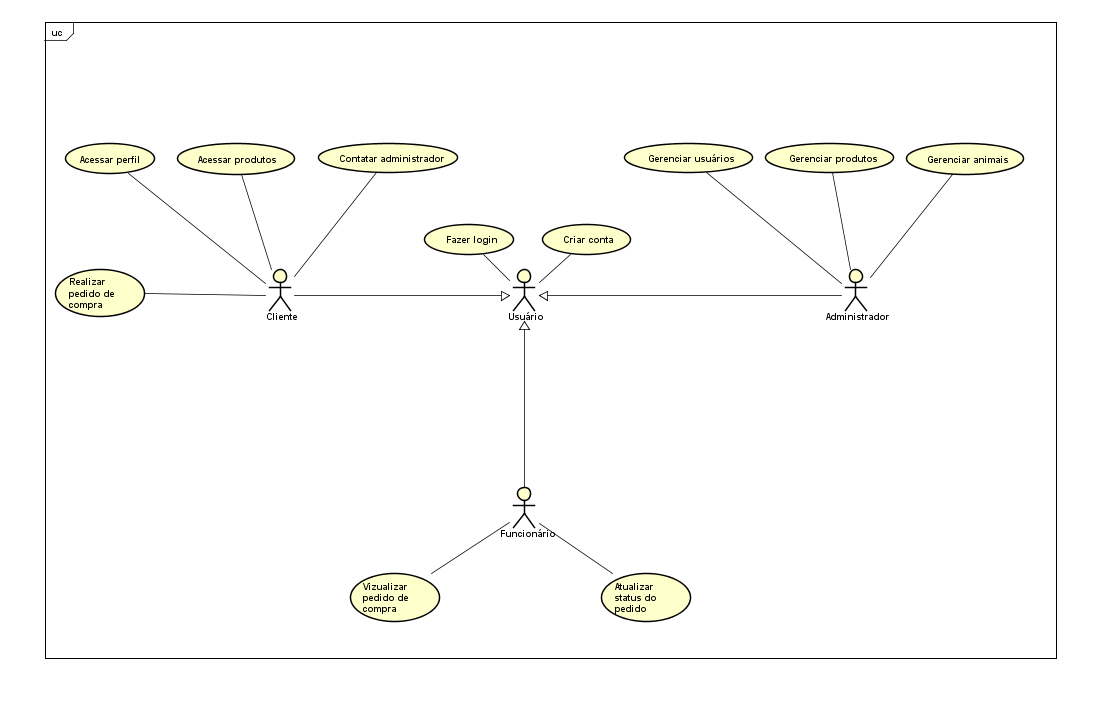 uc
Acessar perfil
Acessar produtos
Contatar administrador
Gerenciar usuários
Gerenciar produtos
Gerenciar animais
Fazer login
Criar conta
Realizar
pedido de
compra
Cliente
Usuário
Administrador
Funcionário
Vizualizar
pedido de
compra
Atualizar
status do
pedido